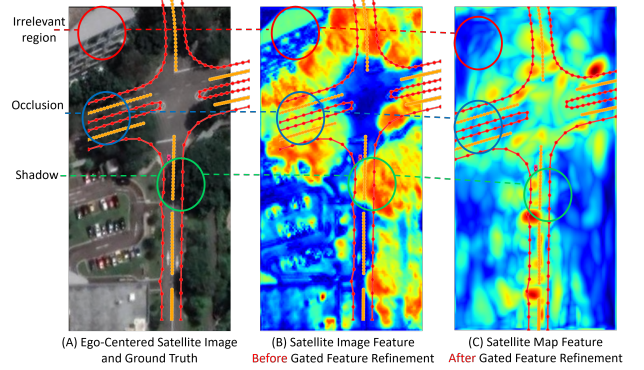 Irrelevant
region
Occlusion
Shadow
(A) Ego-Centered Satellite Image
and Ground Truth
(B) Satellite Image Feature
Before Gated Feature Refinement
(C) Satellite Map Feature
After Gated Feature Refinement